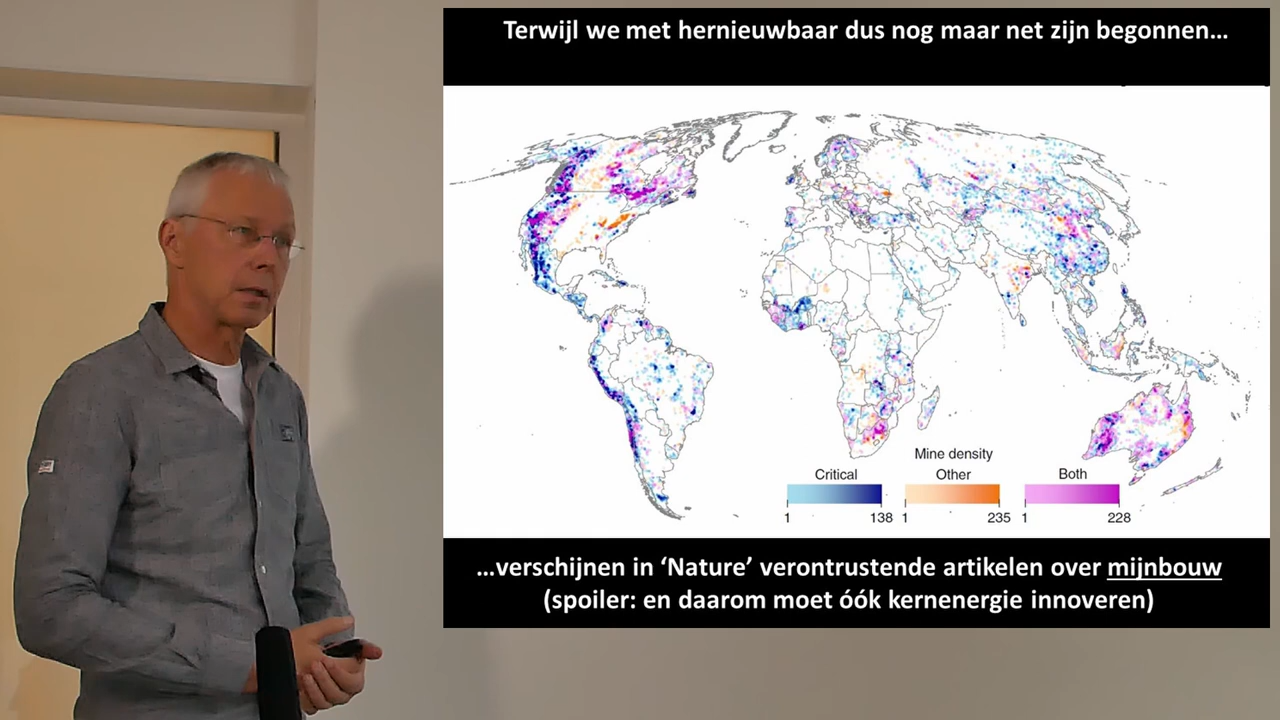 Terwijl we met hernieuwbaar dus nog maar net zijn begonnen...
Mine density
Critical Other Both
1 138 1 235 1 228
...verschijnen in ‘Nature’ verontrustende artikelen over mijnbouw
(spoiler: en daarom moet óók kernenergie innoveren)